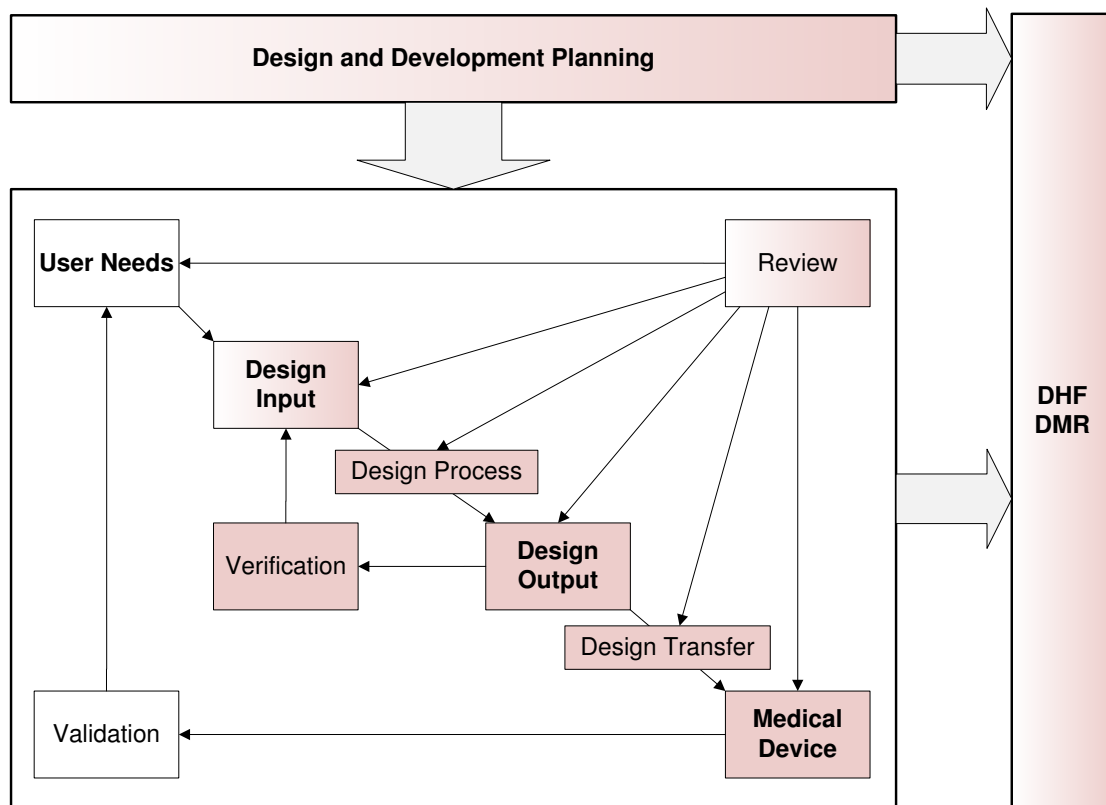 Design and Development Planning
User Needs
Review
Design
Input
DHF
DMR
Design Process
Verification
Design
Output
Design Transfer
Validation
Medical
Device